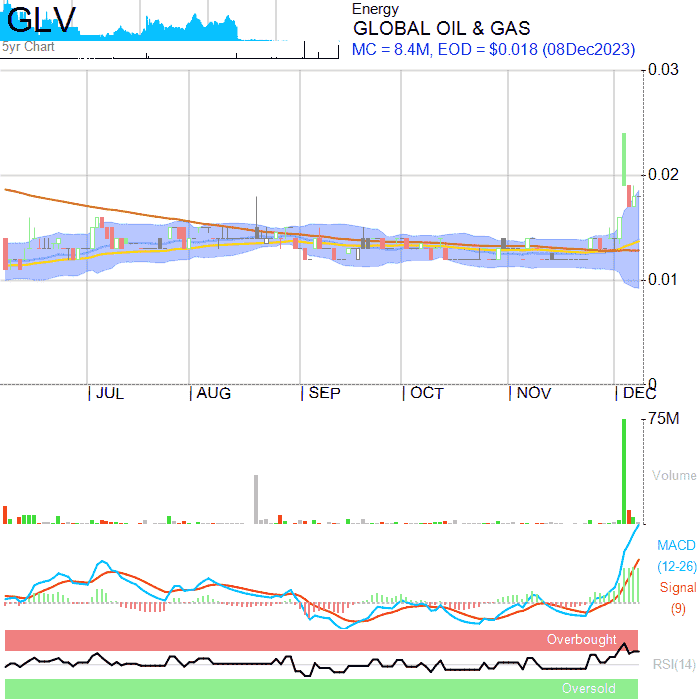 GLV
5yr Chart
Energy
GLOBAL OIL & GAS
MC = 8.4M, EOD = $0.018 (08Dec2023)
0.03
0.02
0.01
0
JUL AUG SEP OCT NOV DEC
75M
Volume
MACD
(12-26)
Signal
(9)
Overbought
RSI(14)
Oversold